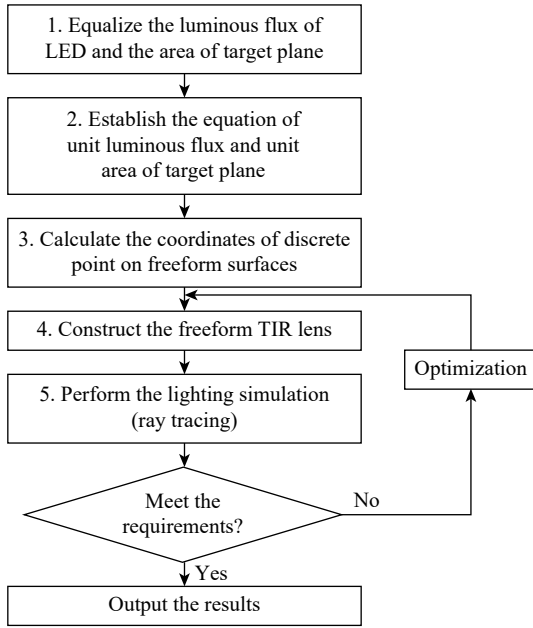 1. Equalize the luminous flux of
LED and the area of target plane
2. Establish the equation of
unit luminous flux and unit
area of target plane
3. Calculate the coordinates of discrete
point on freeform surfaces
4. Construct the freeform TIR lens
Optimization
5. Perform the lighting simulation
(ray tracing)
Meet the
requirements?
No
Yes
Output the results